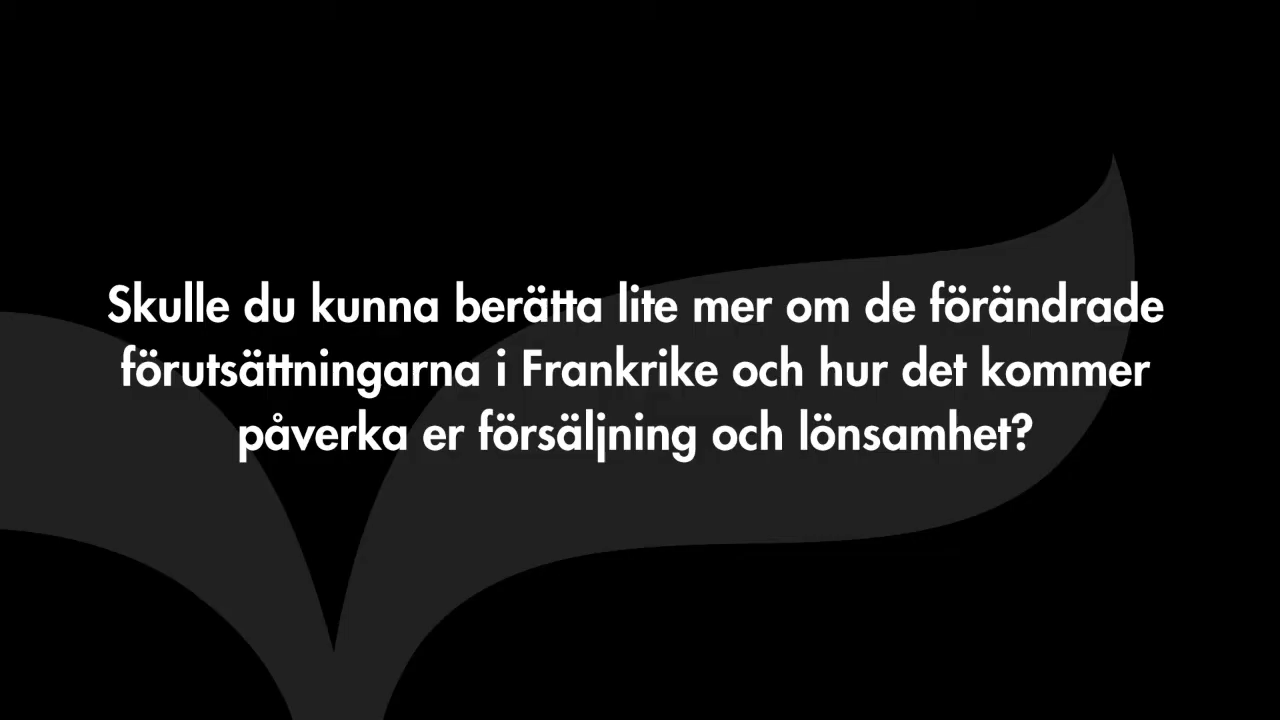 Skulle du kunna berätta lite mer om de förändrade
förutsättningarna i Frankrike och hur det kommer
påverka er försäljning och lönsamhet?